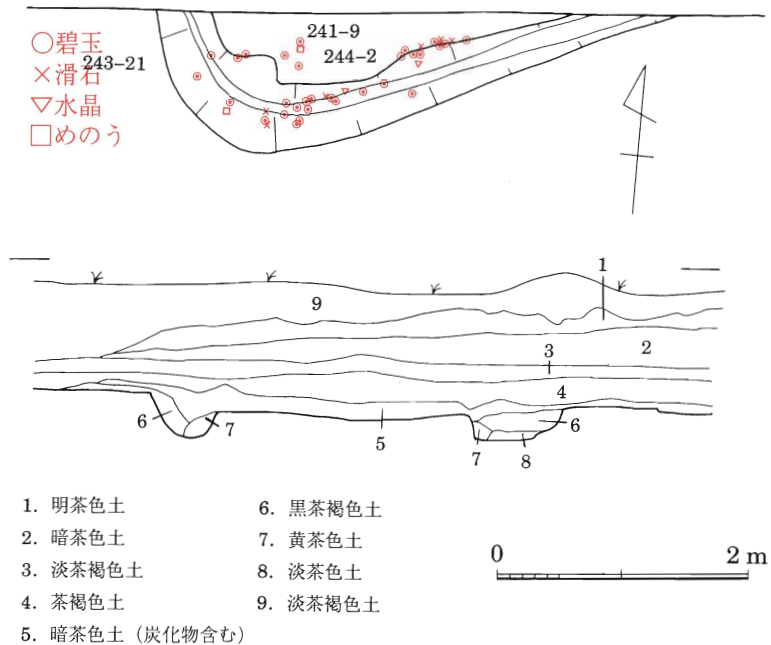 241-9
〇碧玉
244-2
243-21
×滑石
▽水晶
□めのう
1
9
2
3
4
6
7
5
6
7
8
1. 明茶色土
2. 暗茶色土
3. 淡茶褐色土
4. 茶褐色土
5. 暗茶色土（炭化物含む）
6. 黒茶褐色土
7. 黄茶色土
8. 淡茶色土
9. 淡茶褐色土
0 2 m